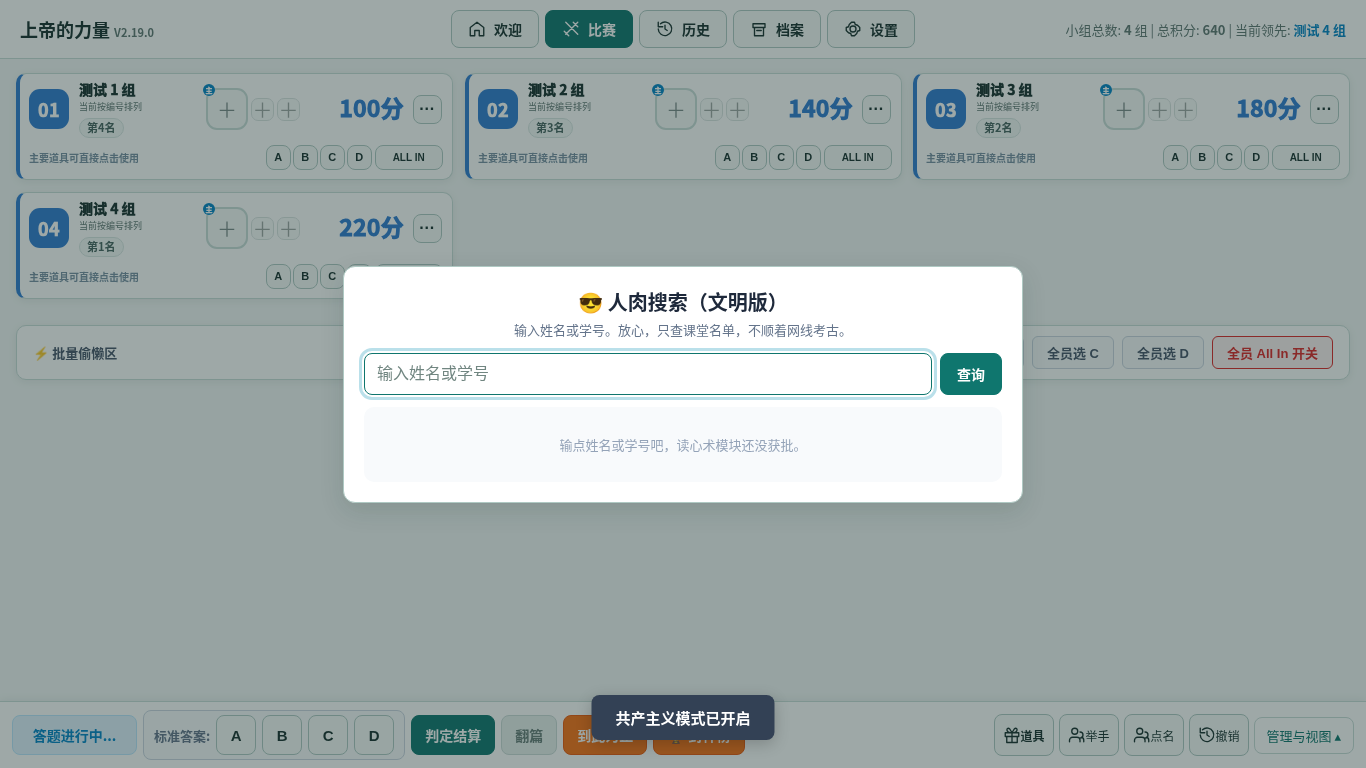 上帝的力量 V2.19.0
欢迎
比赛
历史
档案
设置
小组总数: 4 组 | 总积分: 640 | 当前领先: 测试 4 组
01
测试 1 组
当前按编号排列
第4名
主
100分
主要道具可直接点击使用
A
B
C
D
ALL IN
02
测试 2 组
当前按编号排列
第3名
主
140分
主要道具可直接点击使用
A
B
C
D
ALL IN
03
测试 3 组
当前按编号排列
第2名
主
180分
主要道具可直接点击使用
A
B
C
D
ALL IN
04
测试 4 组
当前按编号排列
第1名
主
220分
主要道具可直接点击使用
A
B
C
⚡ 批量偷懒区
全员选 C
全员选 D
全员 All In 开关
😎 人肉搜索（文明版）
输入姓名或学号。放心，只查课堂名单，不顺着网线考古。
输入姓名或学号
查询
输点姓名或学号吧，读心术模块还没获批。
共产主义模式已开启
答题进行中...
标准答案:
A
B
C
D
判定结算
翻篇
道具
举手
点名
撤销
管理与视图 ▴